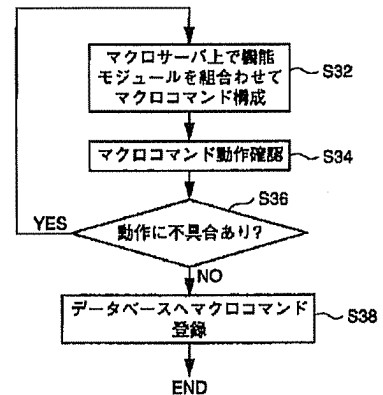 マクロサーバ上で機能
モジュールを組合わせて
マクロコマンド構成
S32
マクロコマンド動作確認
S34
S36
動作に不具合あり?
YES
NO
データベースへマクロコマンド
登録
S38
END